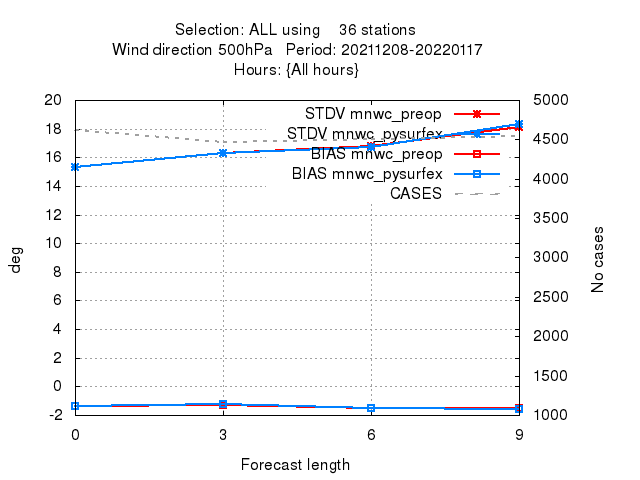 Selection: ALL using 36 stations
Wind direction 500hPa Period: 20211208-20220117
Hours: {All hours}
20 5000
STDV mnwc_preop
18 4500
STDV mnwc_pysurfex
16 BIAS mnwc_preop
BIAS mnwc_pysurfex 4000
14 CASES
12 3500
10 3000
8 2500
6
4 2000
2 1500
0
-2 1000
0 3 6 9
deg
No cases
Forecast length